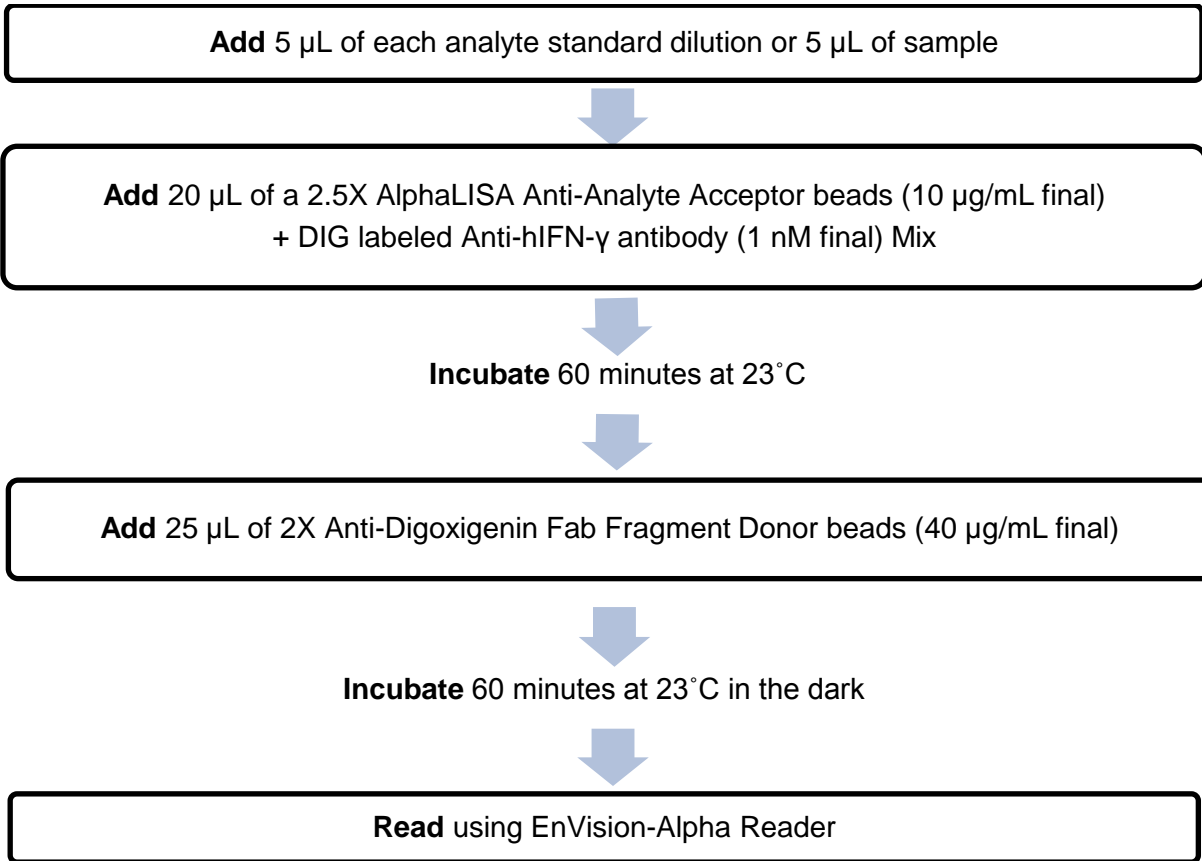 Add 5 µL of each analyte standard dilution or 5 µL of sample
Add 20 µL of a 2.5X AlphaLISA Anti-Analyte Acceptor beads (10 µg/mL final)
+ DIG labeled Anti-hIFN-γ antibody (1 nM final) Mix
Incubate 60 minutes at 23˚C
Add 25 µL of 2X Anti-Digoxigenin Fab Fragment Donor beads (40 µg/mL final)
Incubate 60 minutes at 23˚C in the dark
Read using EnVision-Alpha Reader